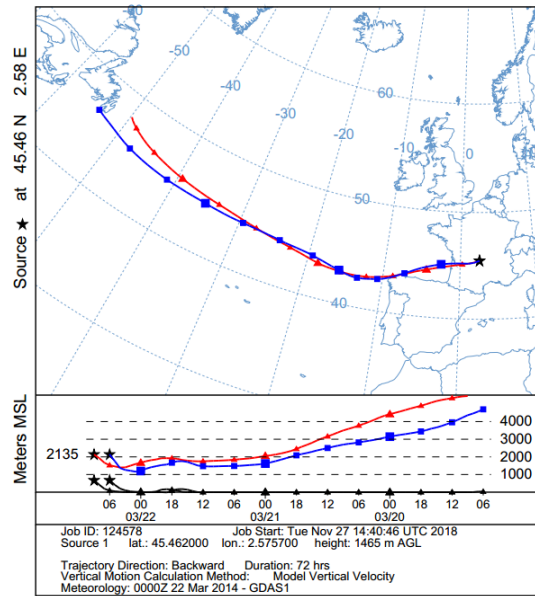 Source ★ at 45.46 N 2.58 E
-50
-40
-30
-20
-10
0
60
50
40
Meters MSL
4000
3000
2135
2000
1000
06 00 18 12 06 00 18 12 06 00 18 12 06
03/22 03/21 03/20
Job ID: 124578 Job Start: Tue Nov 27 14:40:46 UTC 2018
Source 1 lat.: 45.462000 lon.: 2.575700 height: 1465 m AGL
Trajectory Direction: Backward Duration: 72 hrs
Vertical Motion Calculation Method: Model Vertical Velocity
Meteorology: 0000Z 22 Mar 2014 - GDAS1